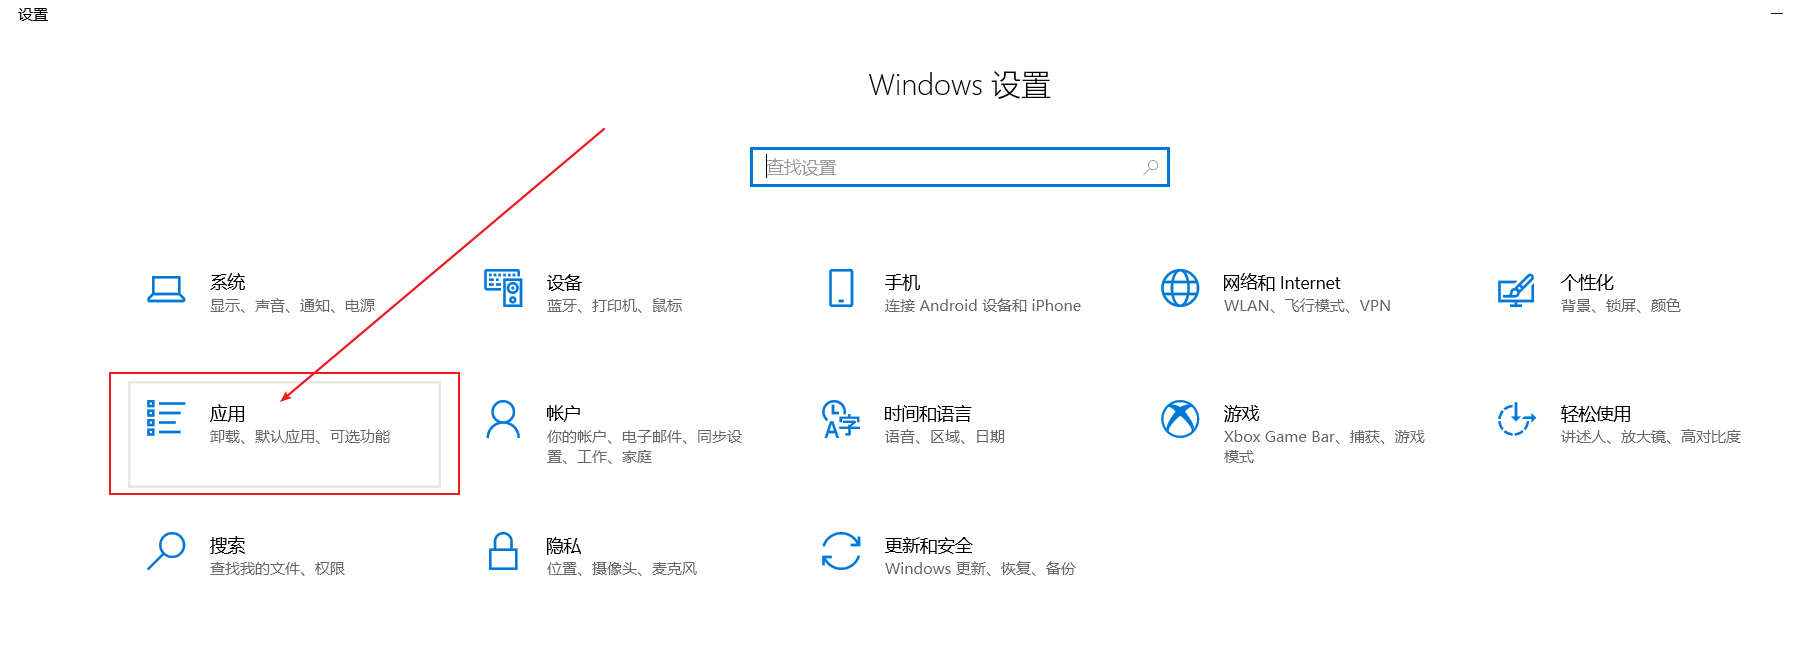 设置
Windows 设置
查找设置
系统
显示、声音、通知、电源
设备
蓝牙、打印机、鼠标
手机
连接 Android 设备和 iPhone
网络和 Internet
WLAN、飞行模式、VPN
个性化
背景、锁屏、颜色
应用
卸载、默认应用、可选功能
帐户
你的帐户、电子邮件、同步设
置、工作、家庭
时间和语言
语音、区域、日期
游戏
Xbox Game Bar、捕获、游戏
模式
轻松使用
讲述人、放大镜、高对比度
搜索
查找我的文件、权限
隐私
位置、摄像头、麦克风
更新和安全
Windows 更新、恢复、备份